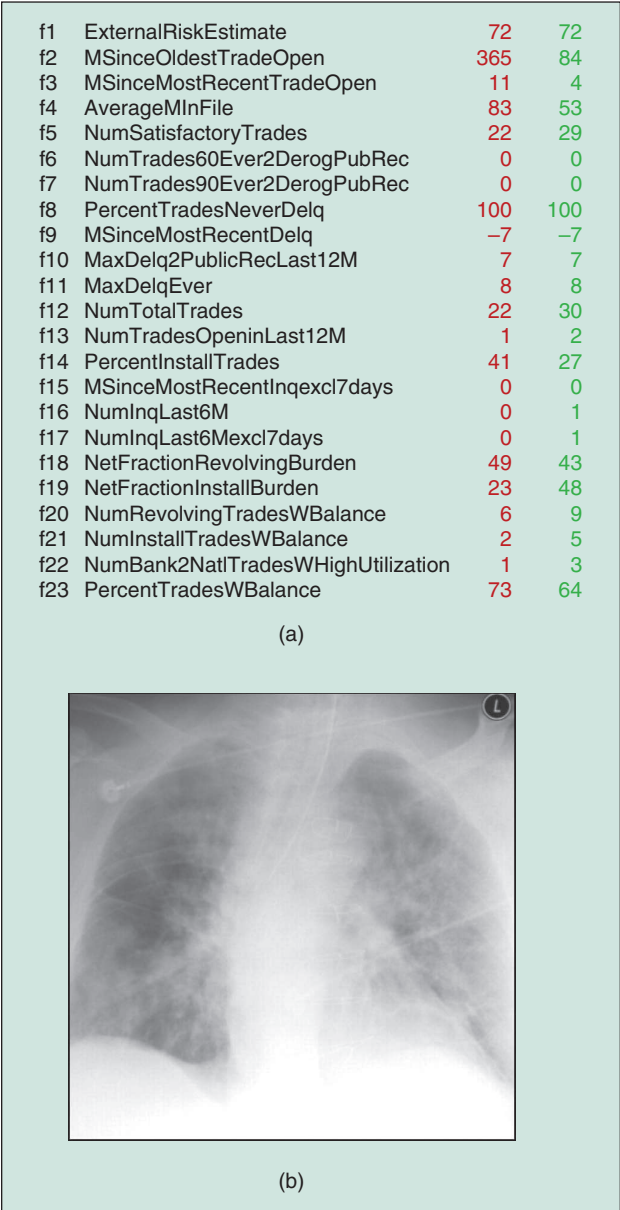 f1 ExternalRiskEstimate 72 72
f2 MSinceOldestTradeOpen 365 84
f3 MSinceMostRecentTradeOpen 11 4
f4 AverageMInFile 83 53
f5 NumSatisfactoryTrades 22 29
f6 NumTrades60Ever2DerogPubRec 0 0
f7 NumTrades90Ever2DerogPubRec 0 0
f8 PercentTradesNeverDelq 100 100
f9 MSinceMostRecentDelq –7 –7
f10 MaxDelq2PublicRecLast12M 7 7
f11 MaxDelqEver 8 8
f12 NumTotalTrades 22 30
f13 NumTradesOpeninLast12M 1 2
f14 PercentInstallTrades 41 27
f15 MSinceMostRecentInqexcl7days 0 0
f16 NumInqLast6M 0 1
f17 NumInqLast6Mexcl7days 0 1
f18 NetFractionRevolvingBurden 49 43
f19 NetFractionInstallBurden 23 48
f20 NumRevolvingTradesWBalance 6 9
f21 NumInstallTradesWBalance 2 5
f22 NumBank2NatlTradesWHighUtilization 1 3
f23 PercentTradesWBalance 73 64
(a)
L
(b)